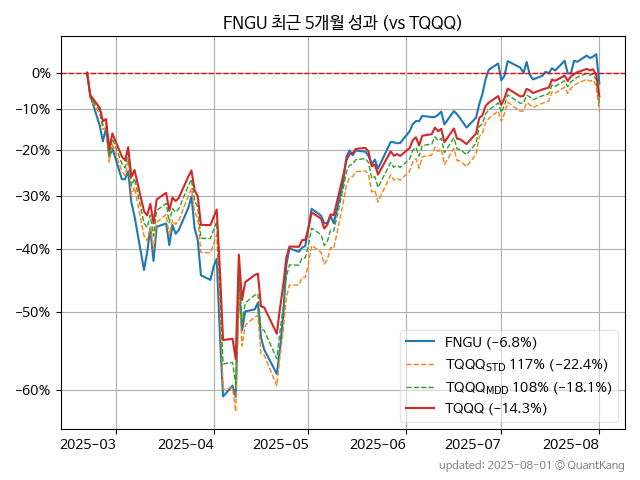 FNGU 최근 5개월 성과 (vs TQQQ)
0%
−10%
−20%
−30%
−40%
−50%
−60%
FNGU (−6.8%)
TQQQSTD 117% (−22.4%)
TQQQMDD 108% (−18.1%)
TQQQ (−14.3%)
2025-03 2025-04 2025-05 2025-06 2025-07 2025-08
updated: 2025-08-01 © QuantKang